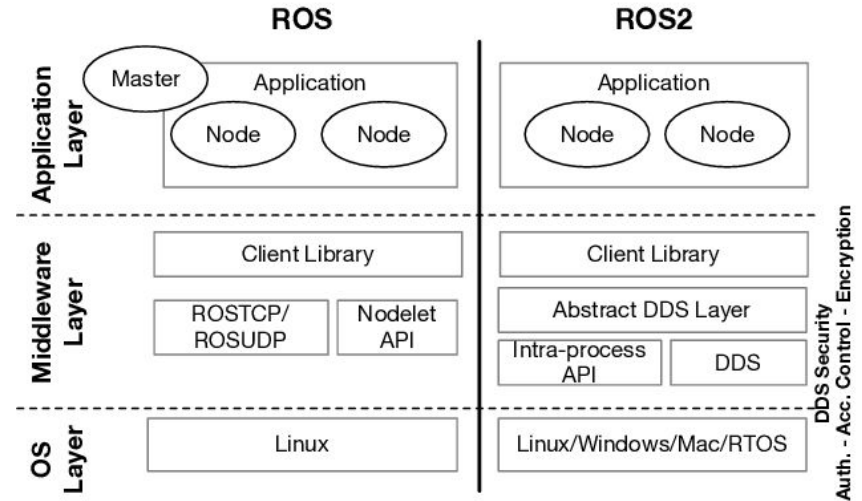 ROS
ROS2
Application
Layer
Master
Application
Node
Node
Application
Node
Node
Middleware
Layer
Client Library
ROSTCP/
ROSUDP
Nodelet
API
Client Library
Abstract DDS Layer
Intra-process
API
DDS
OS
Layer
Linux
Linux/Windows/Mac/RTOS
DDS Security
Auth. - Acc. Control - Encryption